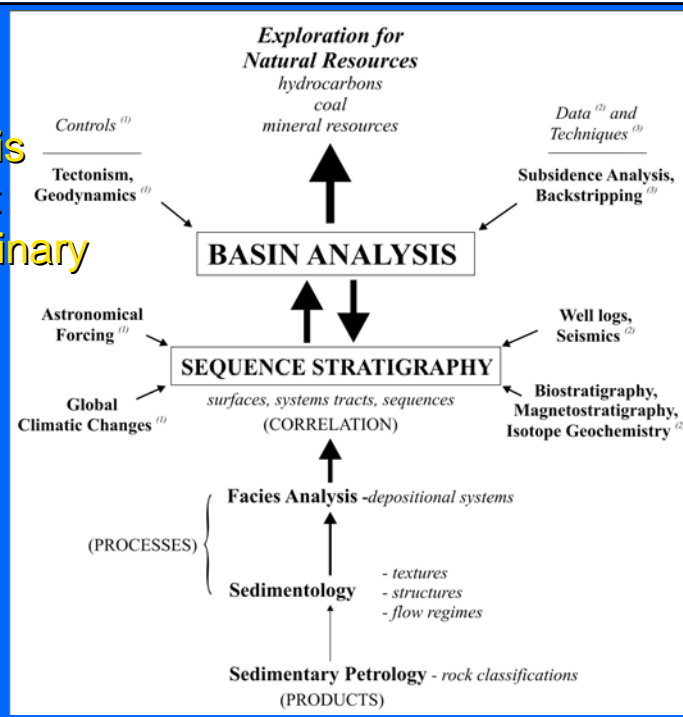 Exploration for
Natural Resources
hydrocarbons
coal
mineral resources
Controls (1)
Data (2) and
Techniques (3)
is
inary
Tectonism,
Geodynamics (1)
Subsidence Analysis,
Backstripping (3)
BASIN ANALYSIS
Astronomical
Forcing (1)
Well logs,
Seismics (2)
SEQUENCE STRATIGRAPHY
surfaces, systems tracts, sequences
(CORRELATION)
Global
Climatic Changes (1)
Biostratigraphy,
Magnetostratigraphy,
Isotope Geochemistry (2)
Facies Analysis -depositional systems
(PROCESSES)
Sedimentology
- textures
- structures
- flow regimes
Sedimentary Petrology - rock classifications
(PRODUCTS)